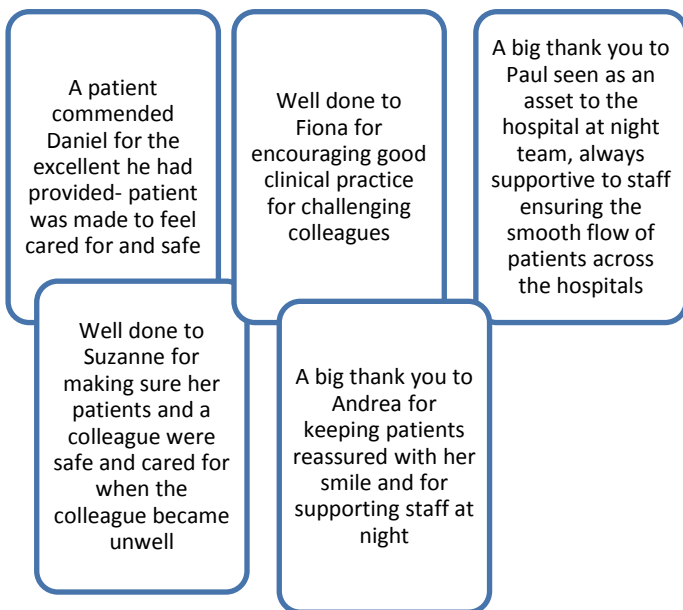 A patient
commended
Daniel for the
excellent he had
provided- patient
was made to feel
cared for and safe
Well done to
Fiona for
encouraging good
clinical practice
for challenging
colleagues
A big thank you to
Paul seen as an
asset to the
hospital at night
team, always
supportive to staff
ensuring the
smooth flow of
patients across
the hospitals
Well done to
Suzanne for
making sure her
patients and a
colleague were
safe and cared for
when the
colleague became
unwell
A big thank you to
Andrea for
keeping patients
reassured with her
smile and for
supporting staff at
night